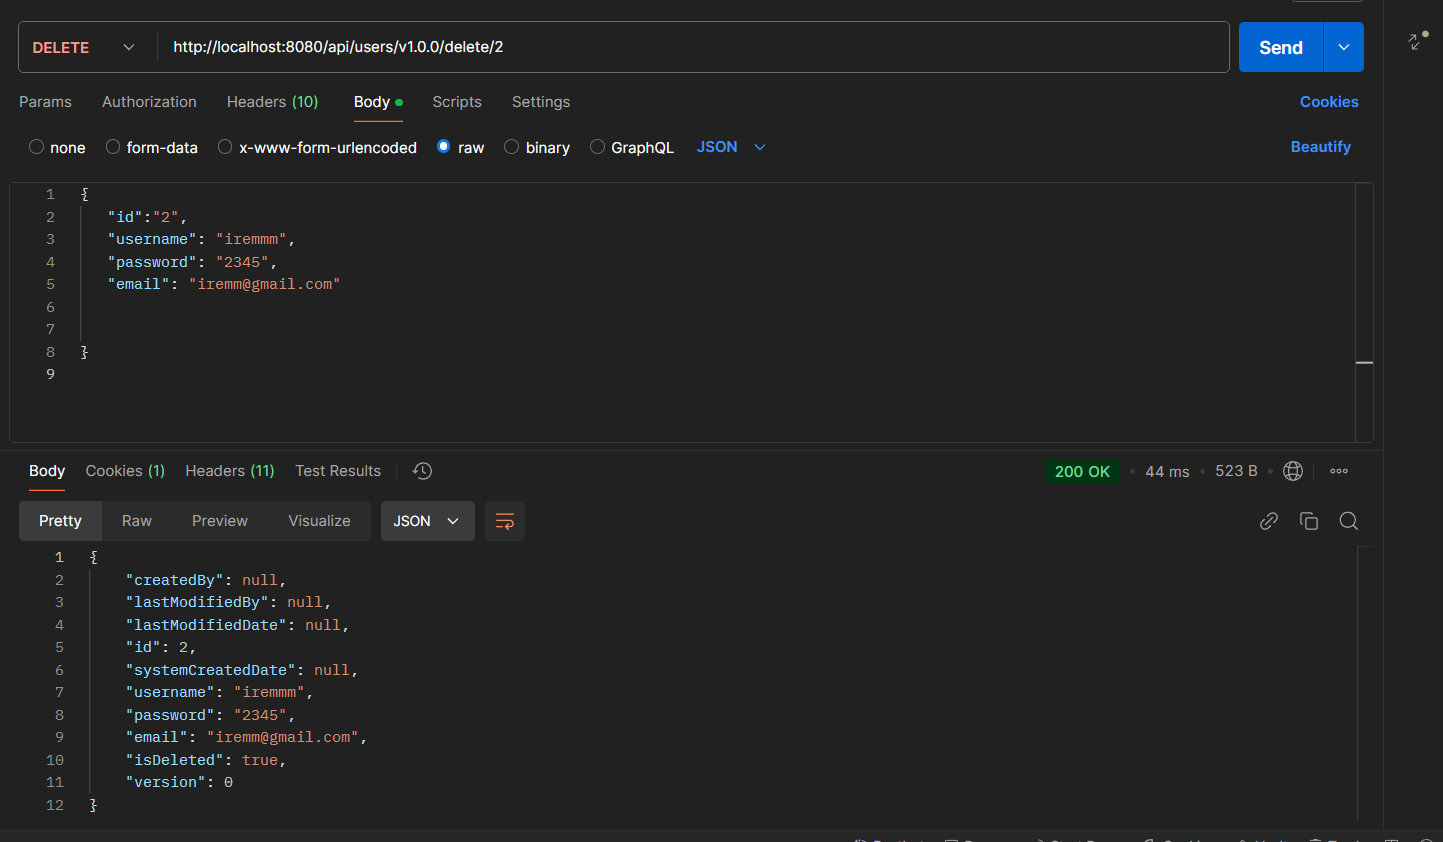 DELETE http://localhost:8080/api/users/v1.0.0/delete/2 Send
Params Authorization Headers (10) Body Scripts Settings Cookies
none form-data x-www-form-urlencoded raw binary GraphQL JSON Beautify
1 {
2 "id":"2",
3 "username": "iremmm",
4 "password": "2345",
5 "email": "iremm@gmail.com"
6
7
8 }
9
Body Cookies (1) Headers (11) Test Results 200 OK 44 ms 523 B
Pretty Raw Preview Visualize JSON
1 {
2 "createdBy": null,
3 "lastModifiedBy": null,
4 "lastModifiedDate": null,
5 "id": 2,
6 "systemCreatedDate": null,
7 "username": "iremmm",
8 "password": "2345",
9 "email": "iremm@gmail.com",
10 "isDeleted": true,
11 "version": 0
12 }